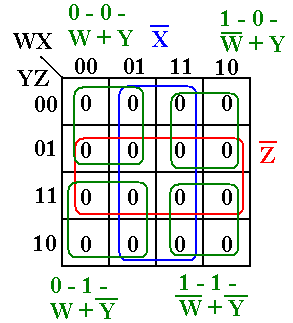 0 - 0 -
W + Y
X̅
1 - 0 -
W̅ + Y
WX
YZ
00 01 11 10
00 0 0 0 0
01 0 0 0 0
Z̅
11 0 0 0 0
10 0 0 0 0
0 - 1 -
W + Y̅
1 - 1 -
W̅ + Y̅